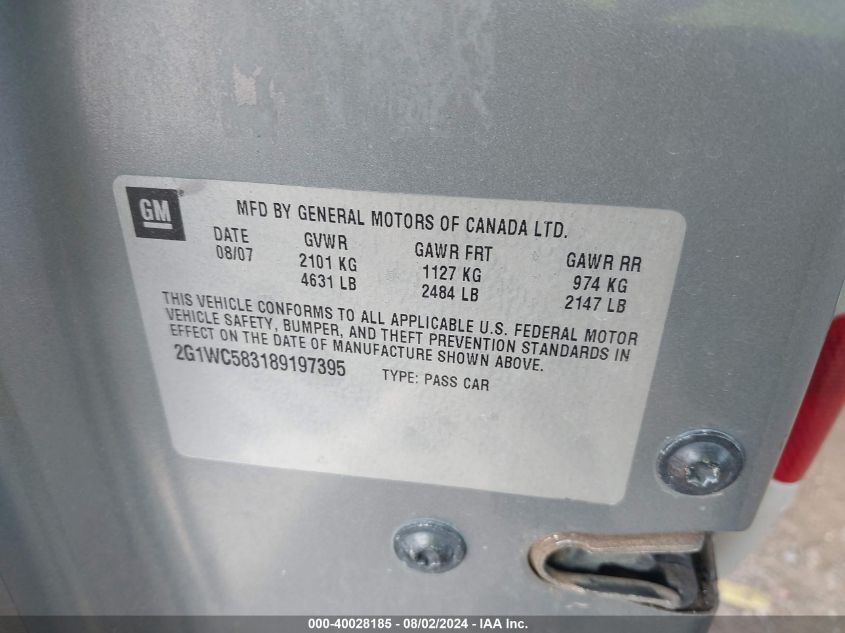 GM
MFD BY GENERAL MOTORS OF CANADA LTD.
DATE GVWR GAWR FRT GAWR RR
08/07 2101 KG 1127 KG 974 KG
4631 LB 2484 LB 2147 LB
THIS VEHICLE CONFORMS TO ALL APPLICABLE U.S. FEDERAL MOTOR
VEHICLE SAFETY, BUMPER, AND THEFT PREVENTION STANDARDS IN
EFFECT ON THE DATE OF MANUFACTURE SHOWN ABOVE.
2G1WC583189197395 TYPE: PASS CAR
000-40028185 - 08/02/2024 - IAA Inc.